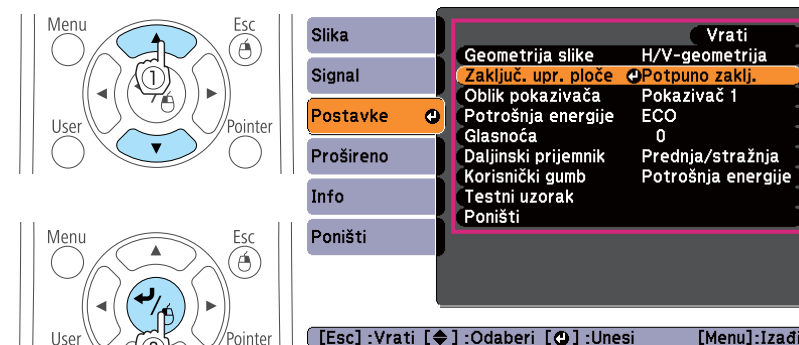 Menu
Esc
User
Pointer
Menu
Esc
User
Pointer
Slika
Signal
Postavke
Prošireno
Info
Poništi
Vrati
Geometrija slike H/V-geometrija
Zaključ. upr. ploče Potpuno zaklj.
Oblik pokazivača Pokazivač 1
Potrošnja energije ECO
Glasnoća 0
Daljinski prijemnik Prednja/stražnja
Korisnički gumb Potrošnja energije
Testni uzorak
Poništi
[Esc] :Vrati [◆] :Odaberi [⏎] :Unesi [Menu]:Izađi